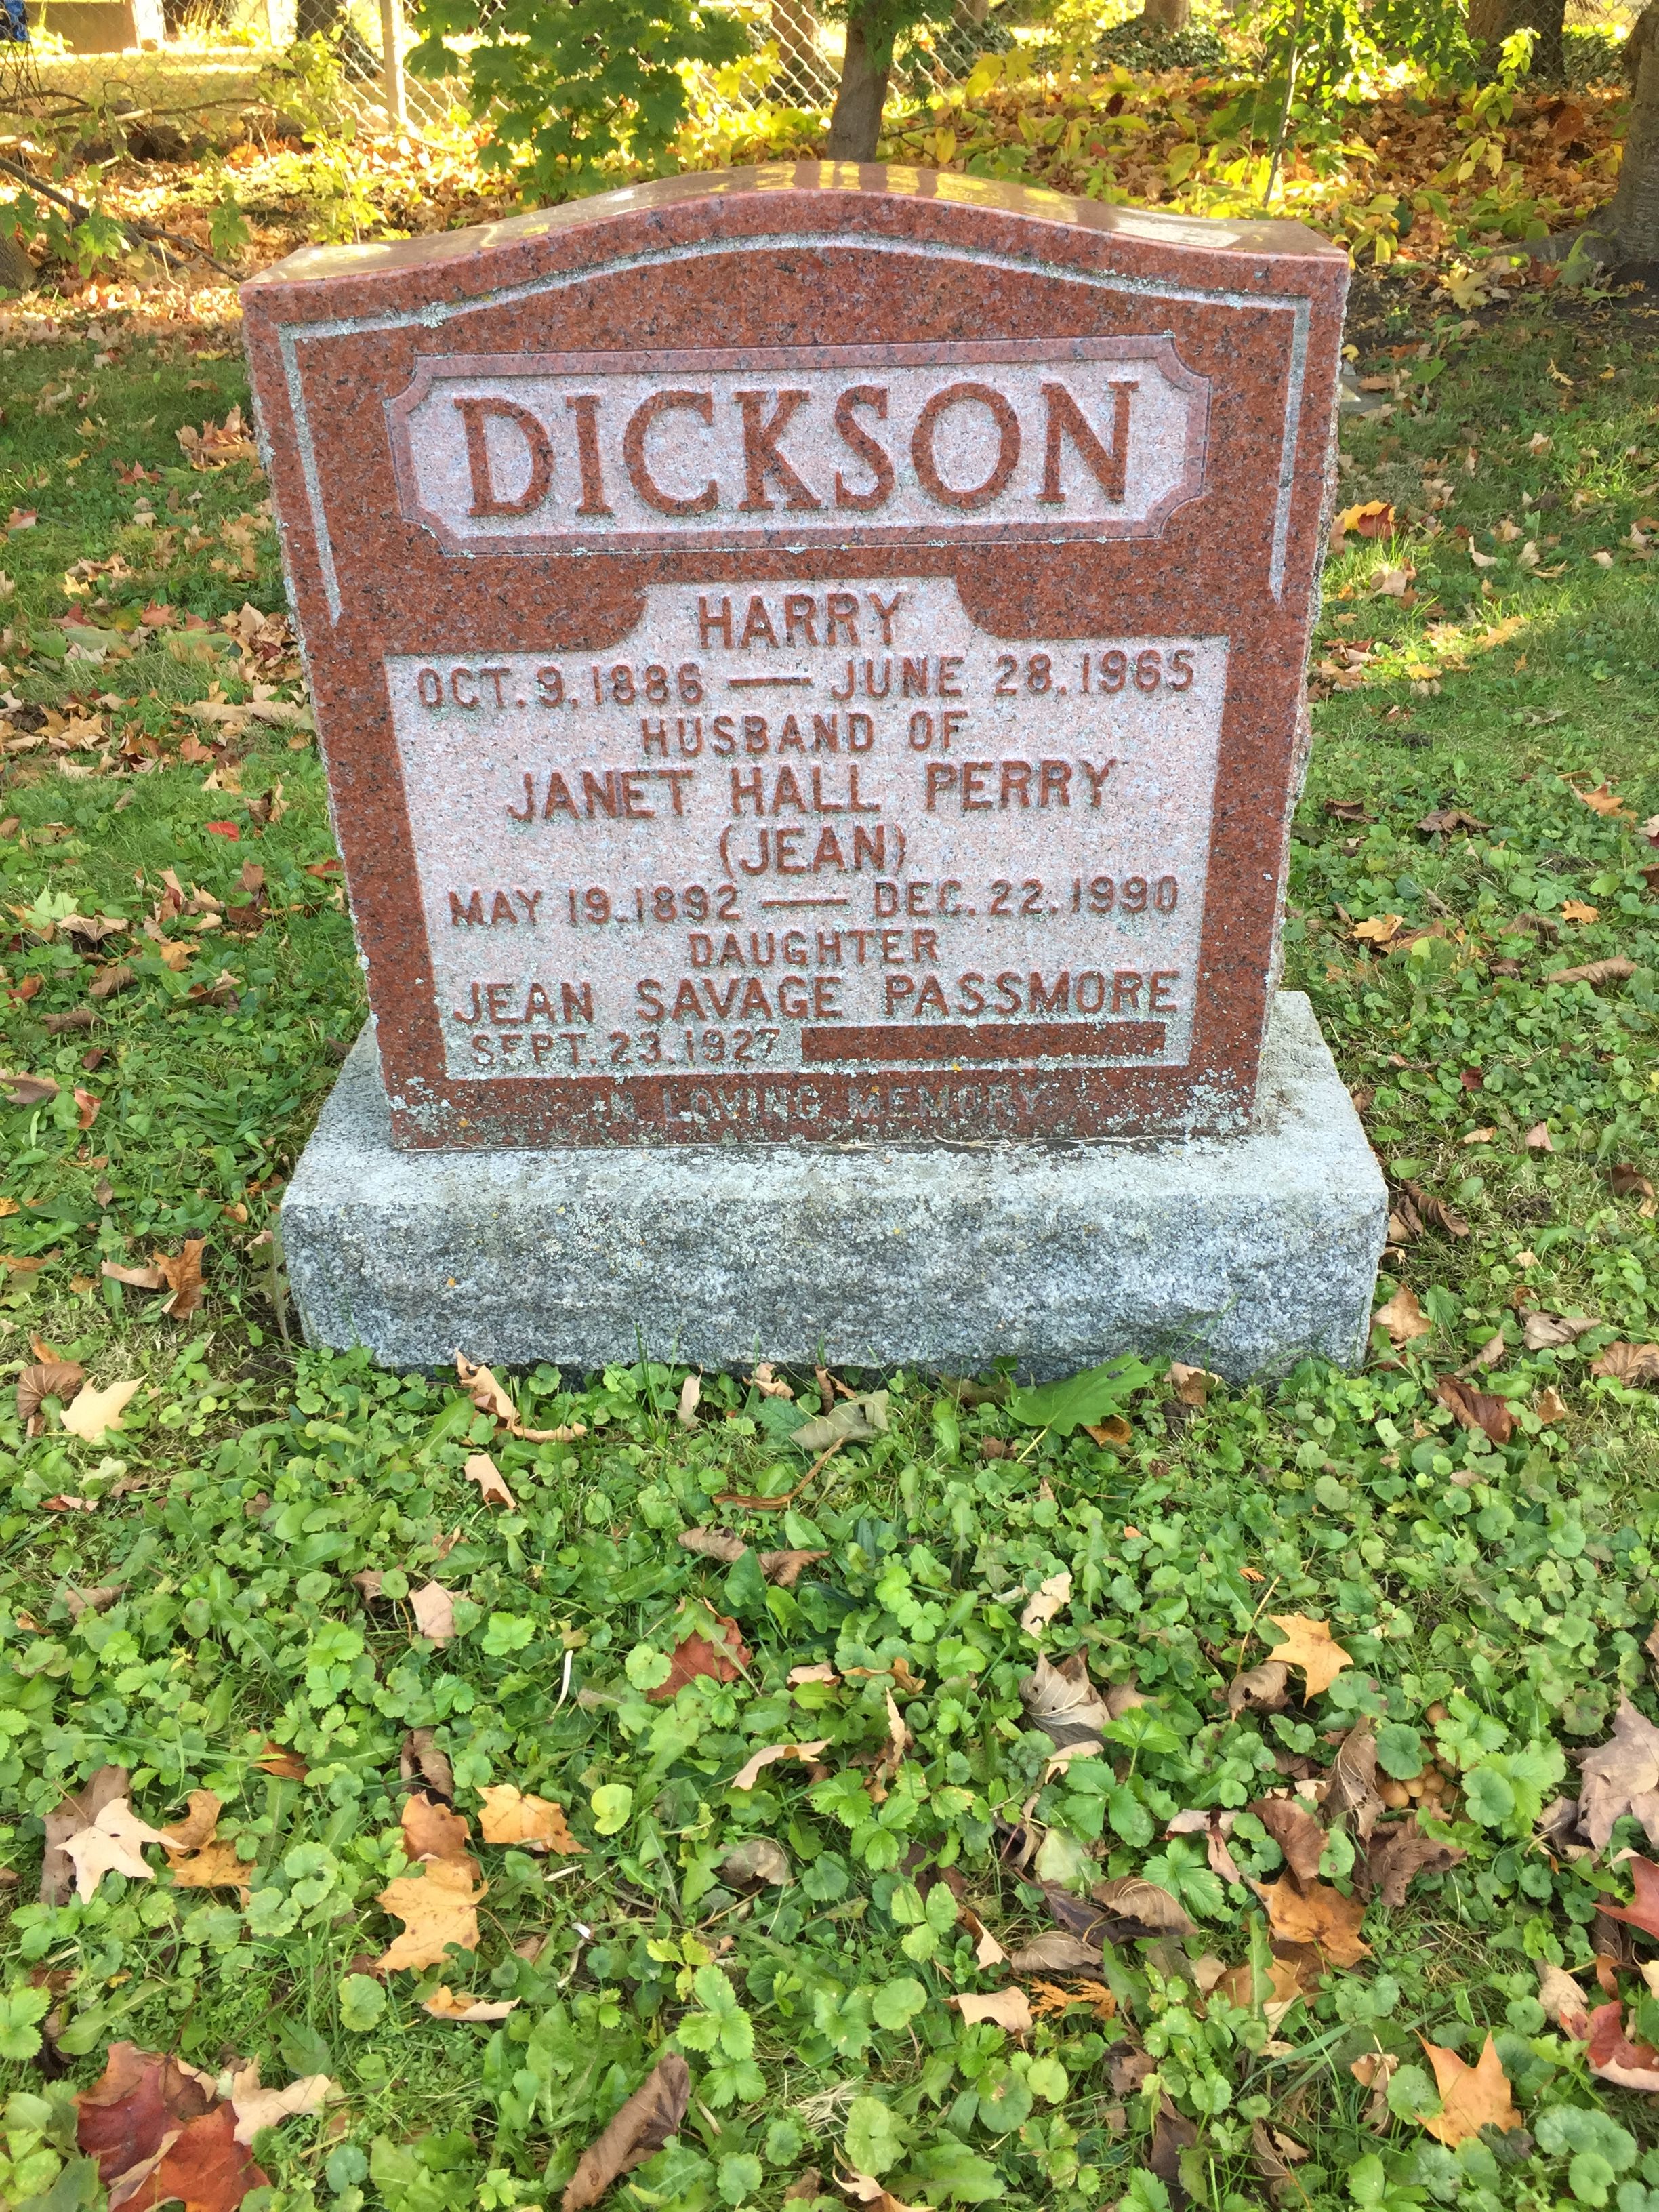 DICKSON
HARRY
OCT. 9. 1886 — JUNE 28. 1965
HUSBAND OF
JANET HALL PERRY
(JEAN)
MAY 19. 1892 — DEC. 22. 1990
DAUGHTER
JEAN SAVAGE PASSMORE
SEPT. 23. 1927
IN LOVING MEMORY